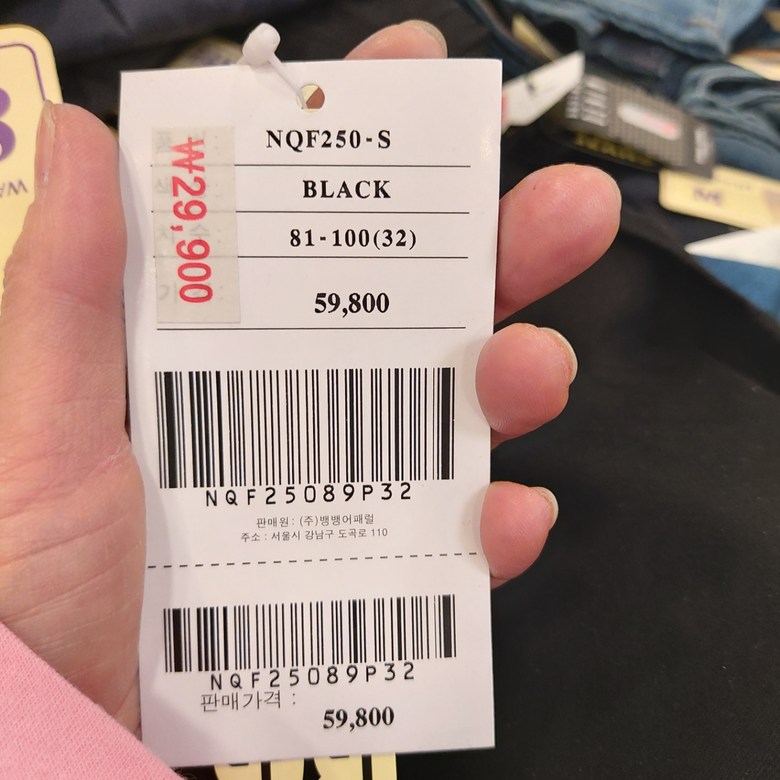 NQF250-S
BLACK
81-100(32)
59,800
₩29,900
NQF25089P32
판매원 : (주)뱅뱅어패럴
주소 : 서울시 강남구 도곡로 110
NQF25089P32
판매가격 :
59,800